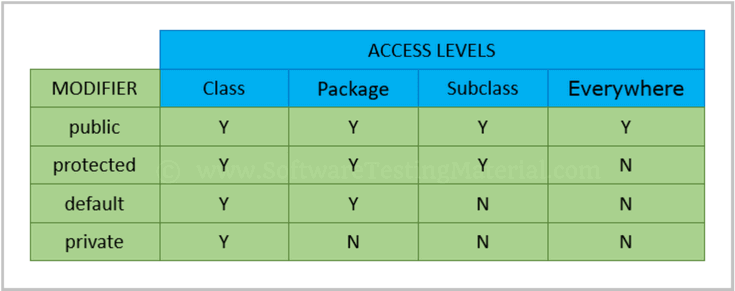 ACCESS LEVELS
MODIFIER Class Package Subclass Everywhere
public Y Y Y Y
protected Y Y Y N
© www.SoftwareTestingMaterial.com
default Y Y N N
private Y N N N